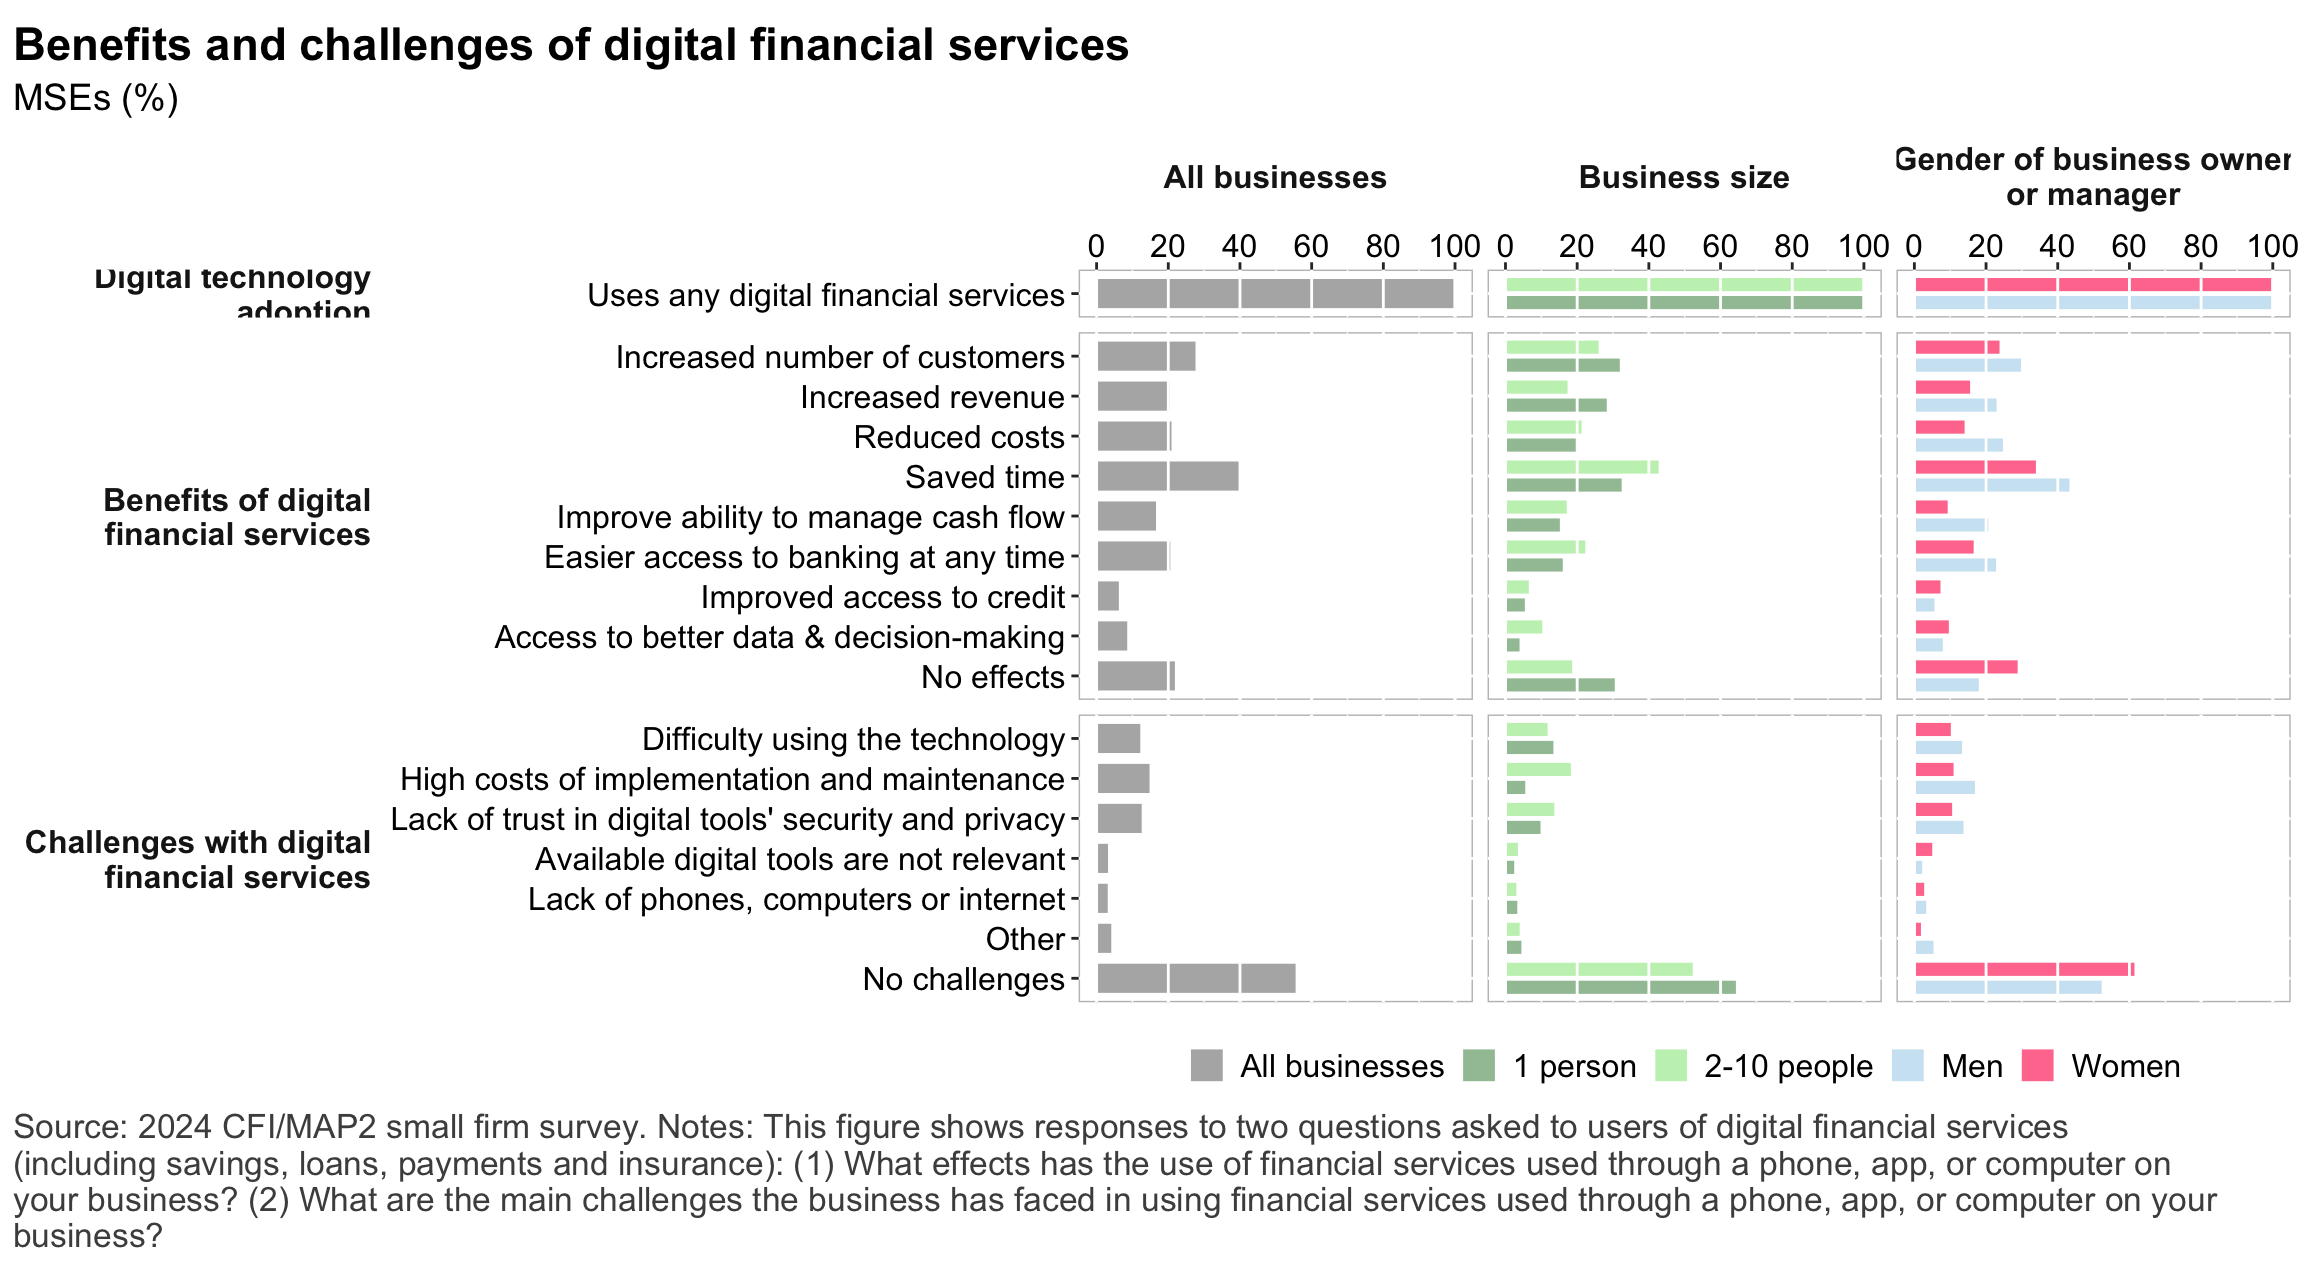 Benefits and challenges of digital financial services
MSEs (%)
All businesses
Business size
Gender of business owner
or manager
0 20 40 60 80 100 0 20 40 60 80 100 0 20 40 60 80 100
Digital technology
adoption
Uses any digital financial services
Benefits of digital
financial services
Increased number of customers
Increased revenue
Reduced costs
Saved time
Improve ability to manage cash flow
Easier access to banking at any time
Improved access to credit
Access to better data & decision-making
No effects
Challenges with digital
financial services
Difficulty using the technology
High costs of implementation and maintenance
Lack of trust in digital tools' security and privacy
Available digital tools are not relevant
Lack of phones, computers or internet
Other
No challenges
All businesses 1 person 2-10 people Men Women
Source: 2024 CFI/MAP2 small firm survey. Notes: This figure shows responses to two questions asked to users of digital financial services
(including savings, loans, payments and insurance): (1) What effects has the use of financial services used through a phone, app, or computer on
your business? (2) What are the main challenges the business has faced in using financial services used through a phone, app, or computer on your
business?